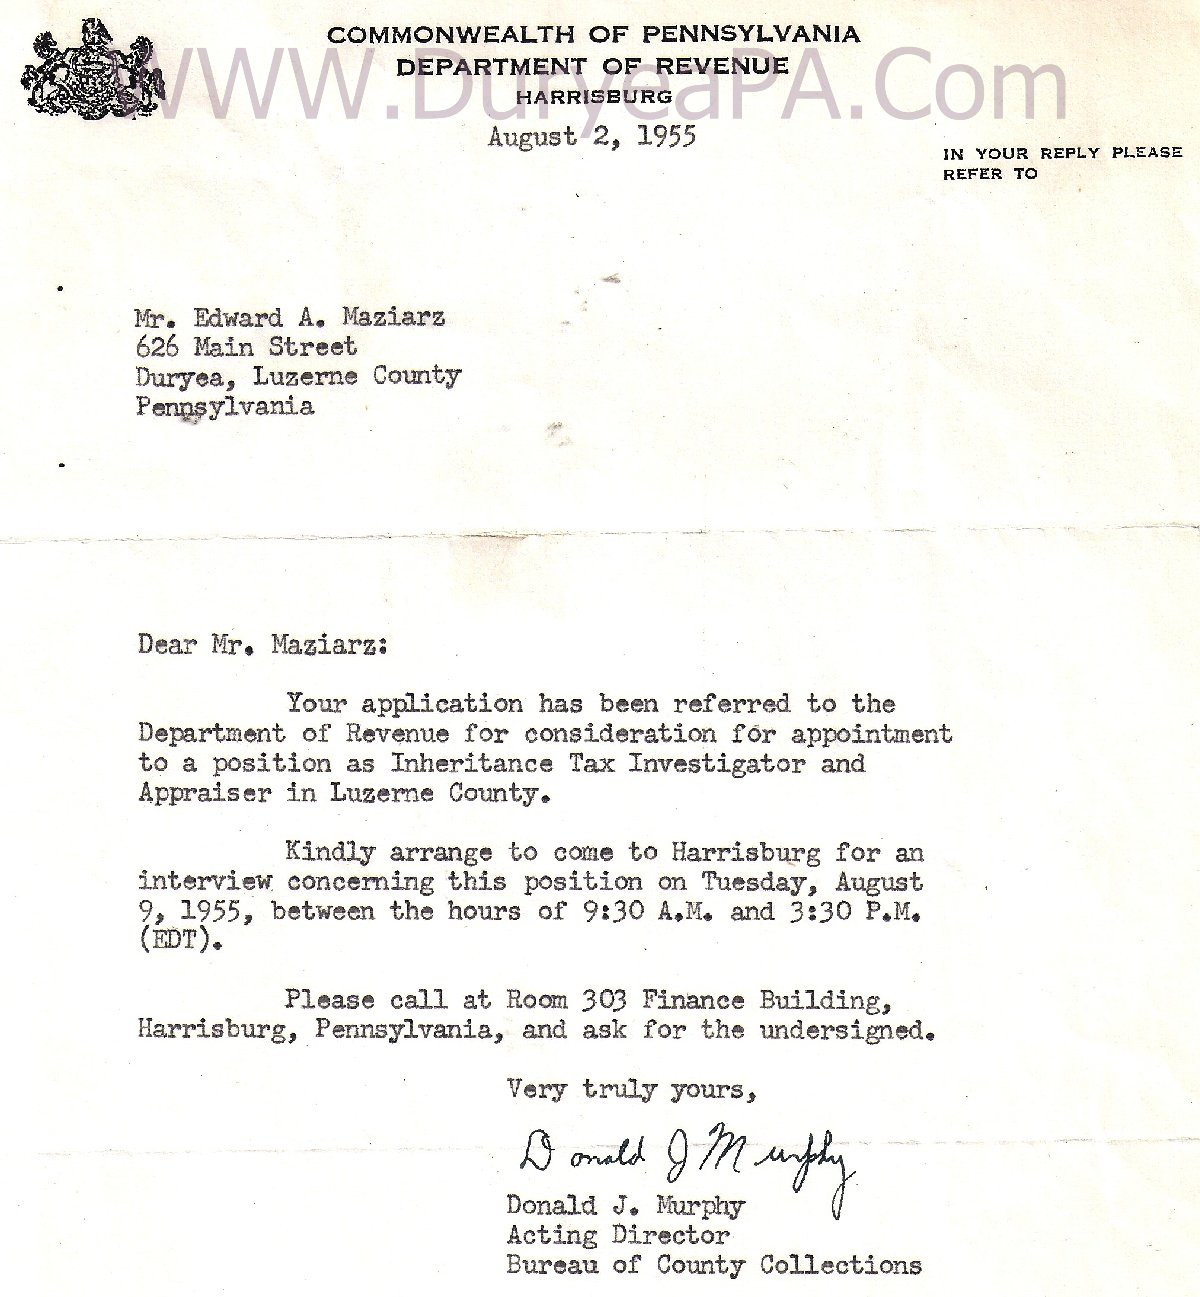 COMMONWEALTH OF PENNSYLVANIA
DEPARTMENT OF REVENUE
HARRISBURG
WWW.DuryeaPA.Com
August 2, 1955
IN YOUR REPLY PLEASE
REFER TO
Mr. Edward A. Maziarz
626 Main Street
Duryea, Luzerne County
Pennsylvania
Dear Mr. Maziarz:
Your application has been referred to the
Department of Revenue for consideration for appointment
to a position as Inheritance Tax Investigator and
Appraiser in Luzerne County.
Kindly arrange to come to Harrisburg for an
interview concerning this position on Tuesday, August
9, 1955, between the hours of 9:30 A.M. and 3:30 P.M.
(EDT).
Please call at Room 303 Finance Building,
Harrisburg, Pennsylvania, and ask for the undersigned.
Very truly yours,
Donald J Murphy
Donald J. Murphy
Acting Director
Bureau of County Collections